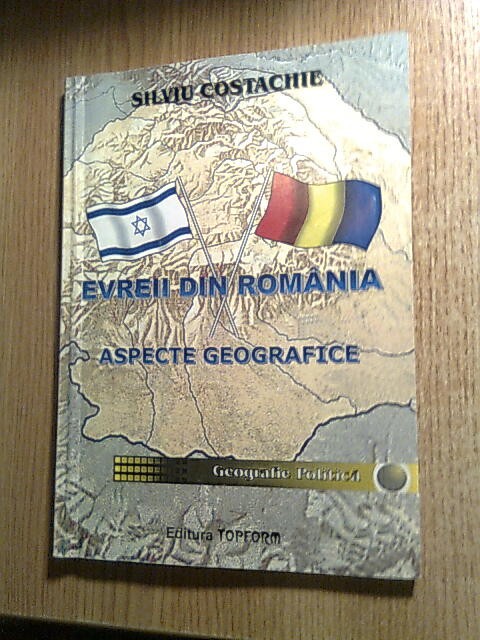 SILVIU COSTACHIE
EVREII DIN ROMÂNIA
ASPECTE GEOGRAFICE
Geografie Politică
Editura TOPFORM